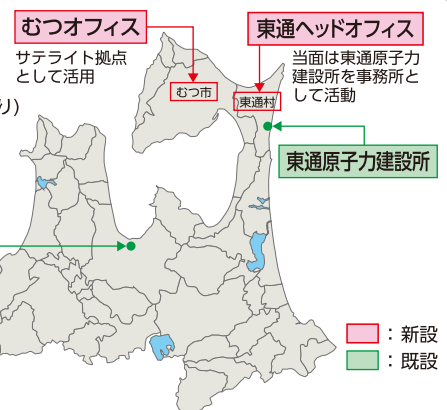 むつオフィス
サテライト拠点
として活用
東通ヘッドオフィス
当面は東通原子力
建設所を事務所と
して活動
むつ市
東通村
り)
東通原子力建設所
：新設
：既設